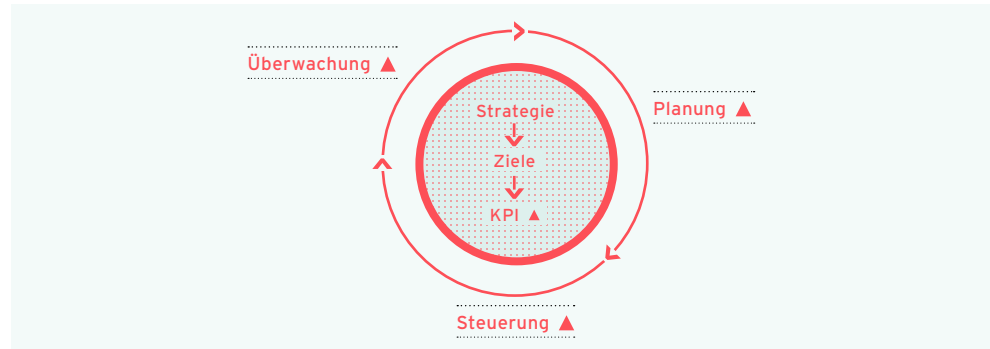 Überwachung ▲
Planung ▲
Strategie
Ziele
KPI ▲
Steuerung ▲